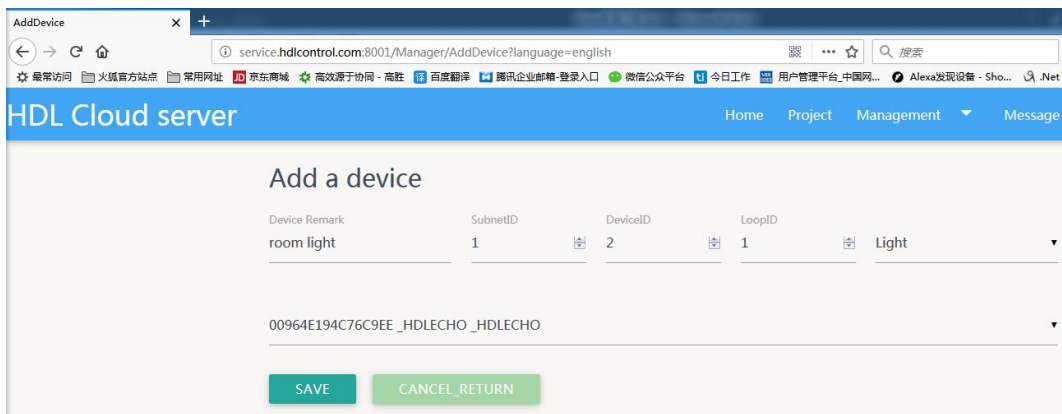 AddDevice × +
service.hdlcontrol.com:8001/Manager/AddDevice?language=english 搜索
最常访问 火狐官方站点 常用网址 JD 京东商城 高效源于协同 - 高胜 译 百度翻译 腾讯企业邮箱-登录入口 微信公众平台 ti 今日工作 用户管理平台_中国网... Alexa发现设备 - Sho... .Net
HDL Cloud server Home Project Management Message
Add a device
Device Remark SubnetID DeviceID LoopID
room light 1 2 1 Light
00964E194C76C9EE _HDLECHO _HDLECHO
SAVE CANCEL_RETURN